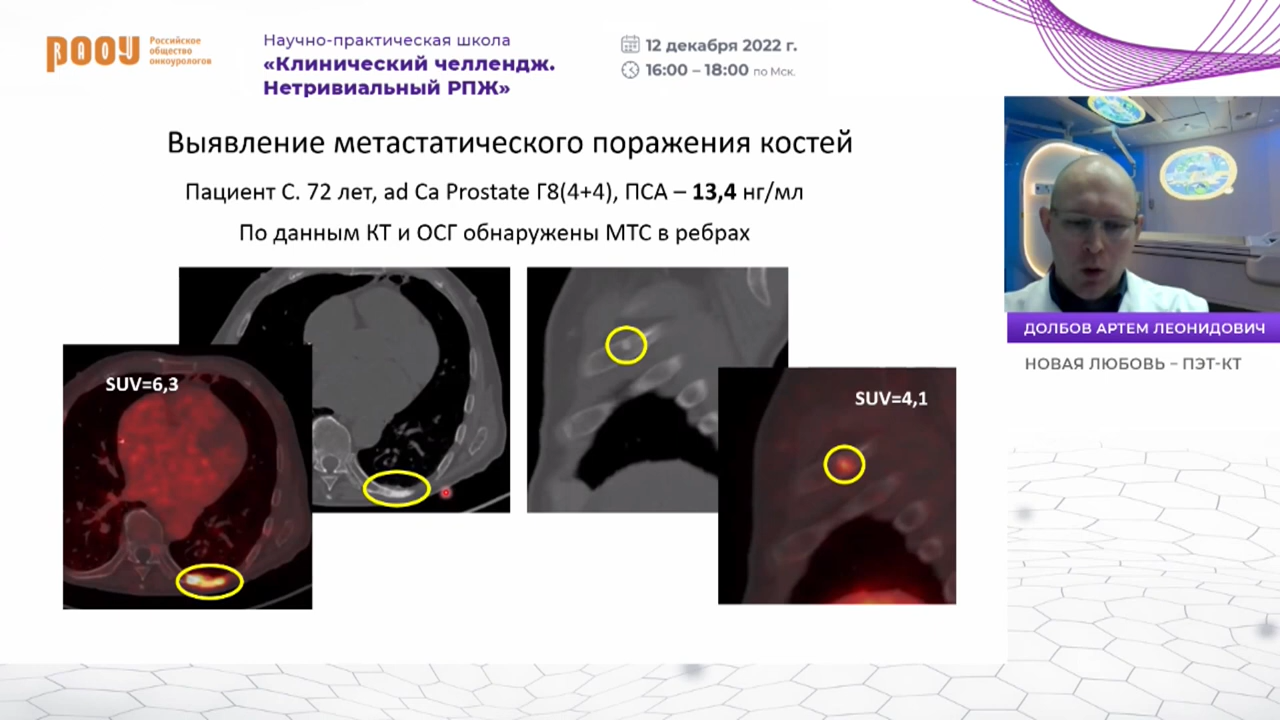 РАОУ
Российское
общество
онкоурологов
Научно-практическая школа
«Клинический челлендж.
Нетривиальный РПЖ»
12 декабря 2022 г.
16:00 – 18:00 по Мск.
Выявление метастатического поражения костей
Пациент С. 72 лет, ad Ca Prostate Г8(4+4), ПСА – 13,4 нг/мл
По данным КТ и ОСГ обнаружены МТС в ребрах
SUV=6,3
SUV=4,1
ДОЛБОВ АРТЕМ ЛЕОНИДОВИЧ
НОВАЯ ЛЮБОВЬ – ПЭТ-КТ